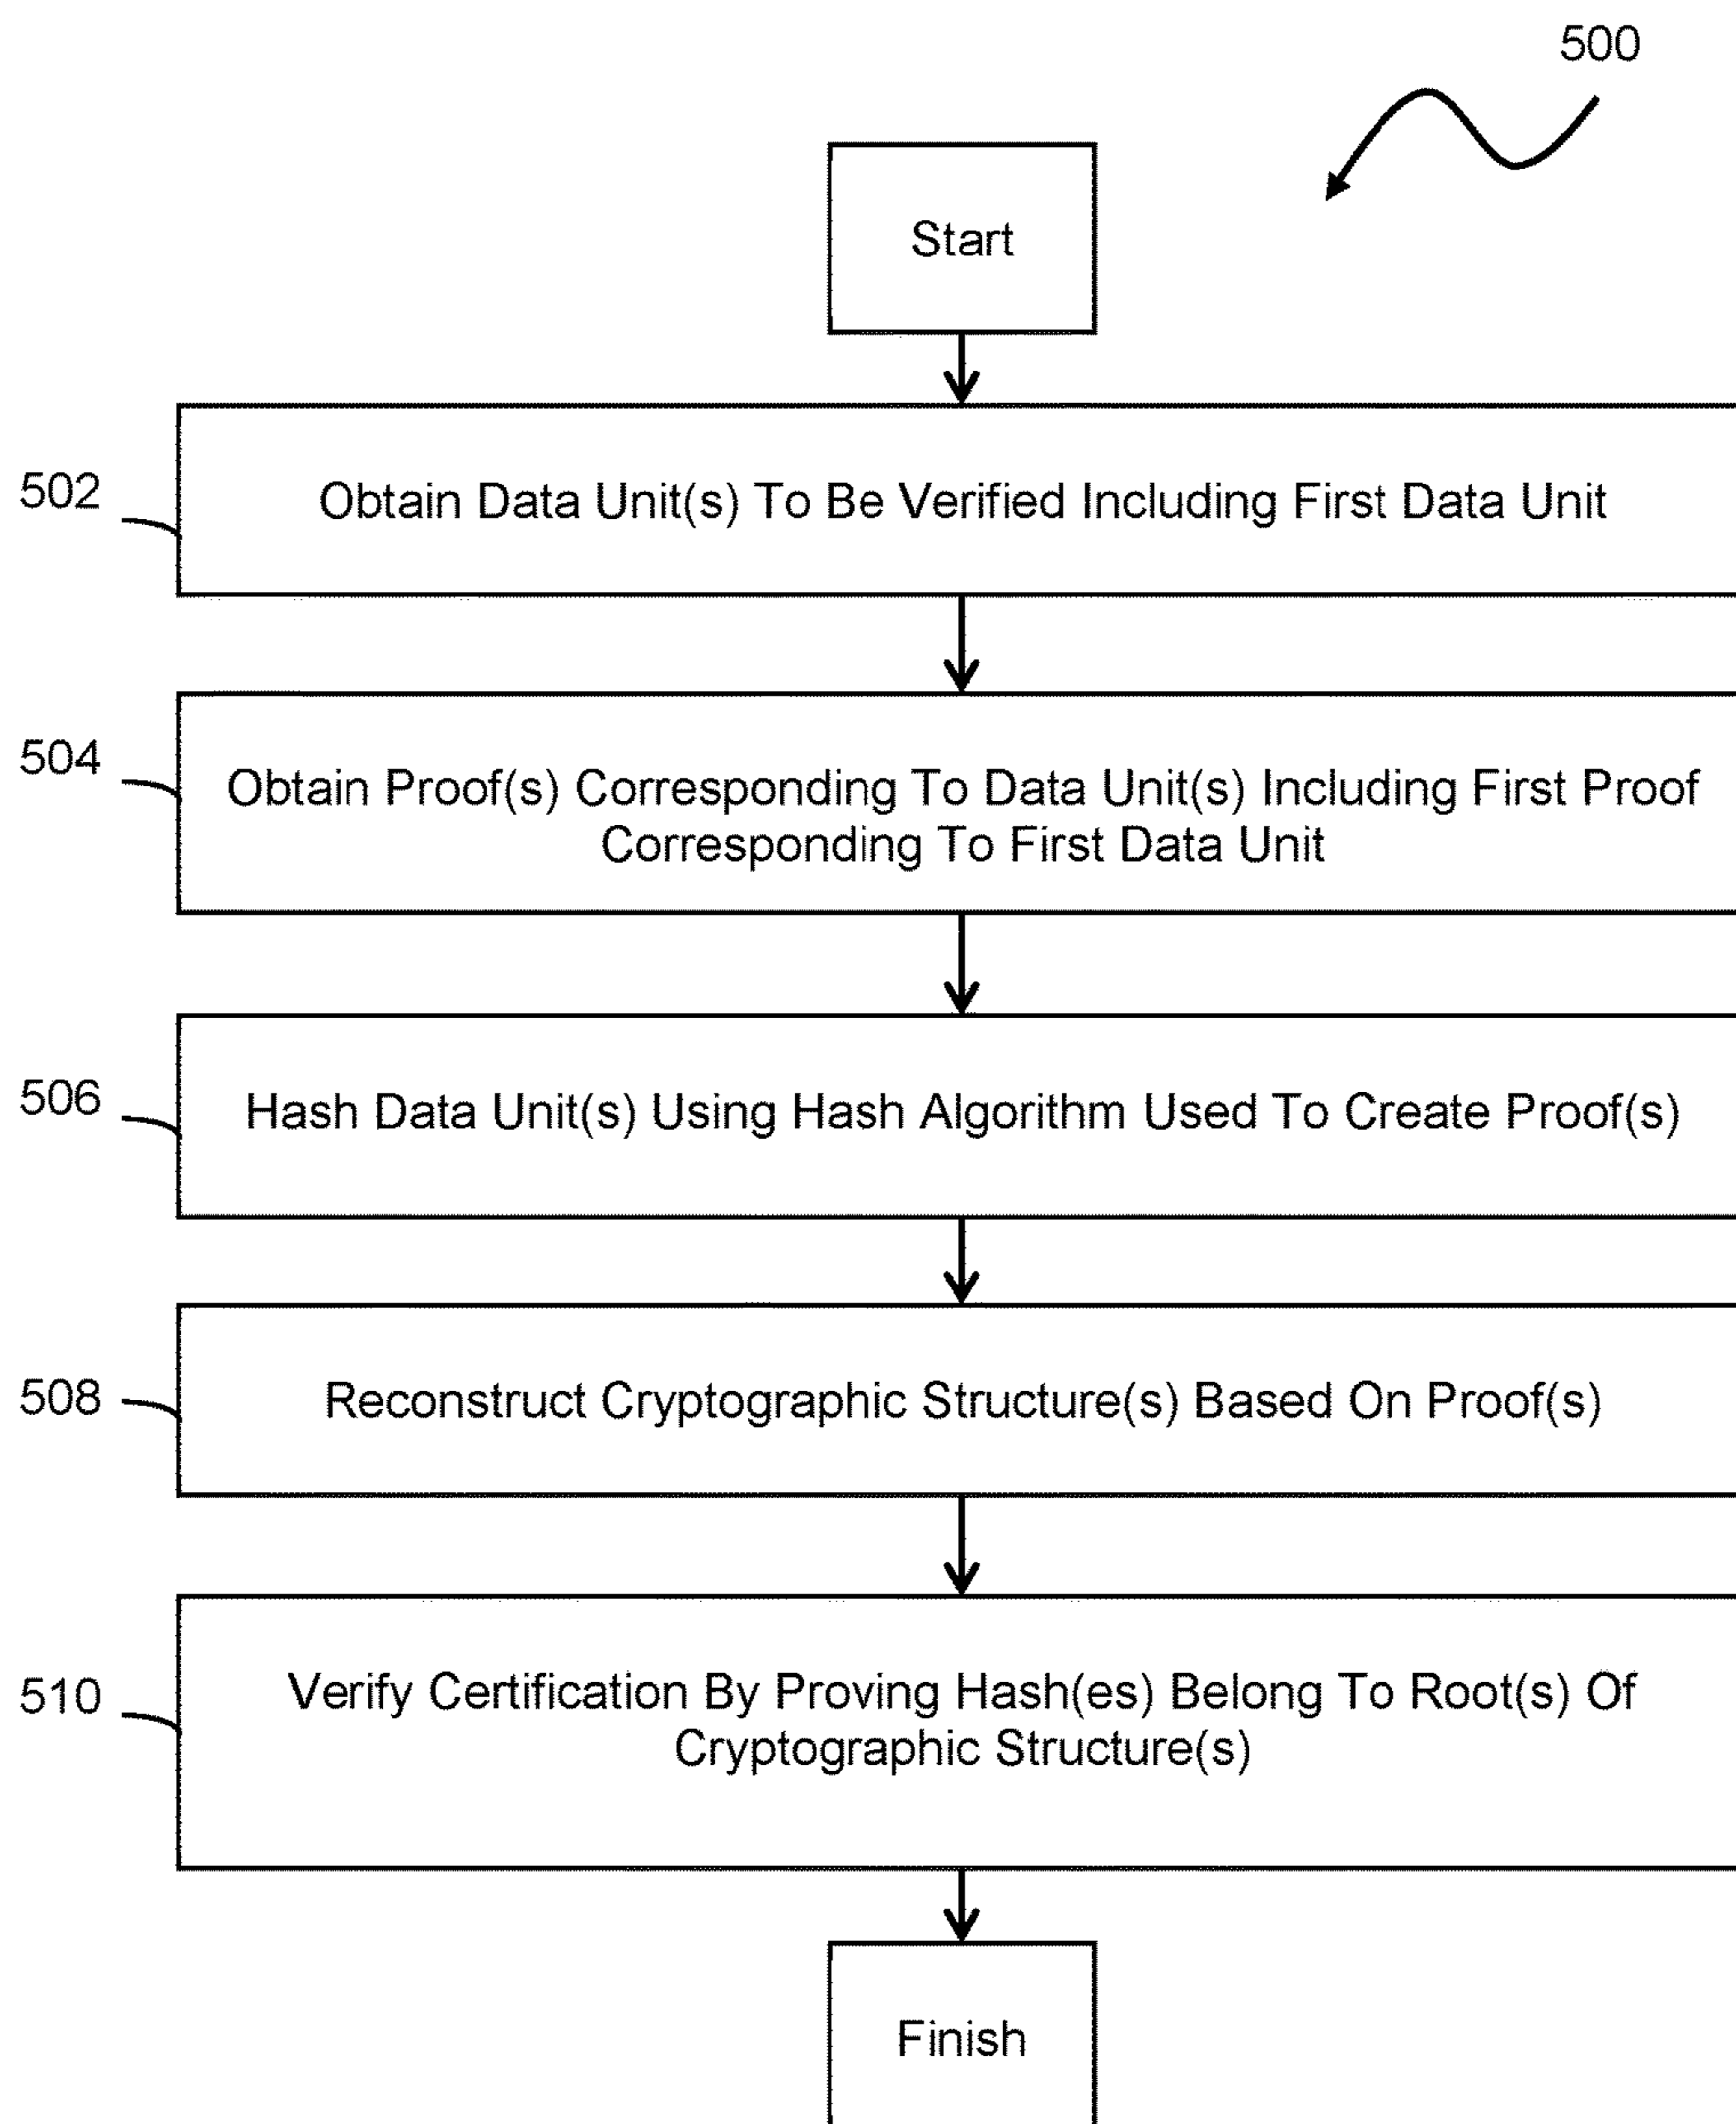 500
Start
502
Obtain Data Unit(s) To Be Verified Including First Data Unit
504
Obtain Proof(s) Corresponding To Data Unit(s) Including First Proof
Corresponding To First Data Unit
506
Hash Data Unit(s) Using Hash Algorithm Used To Create Proof(s)
508
Reconstruct Cryptographic Structure(s) Based On Proof(s)
510
Verify Certification By Proving Hash(es) Belong To Root(s) Of
Cryptographic Structure(s)
Finish